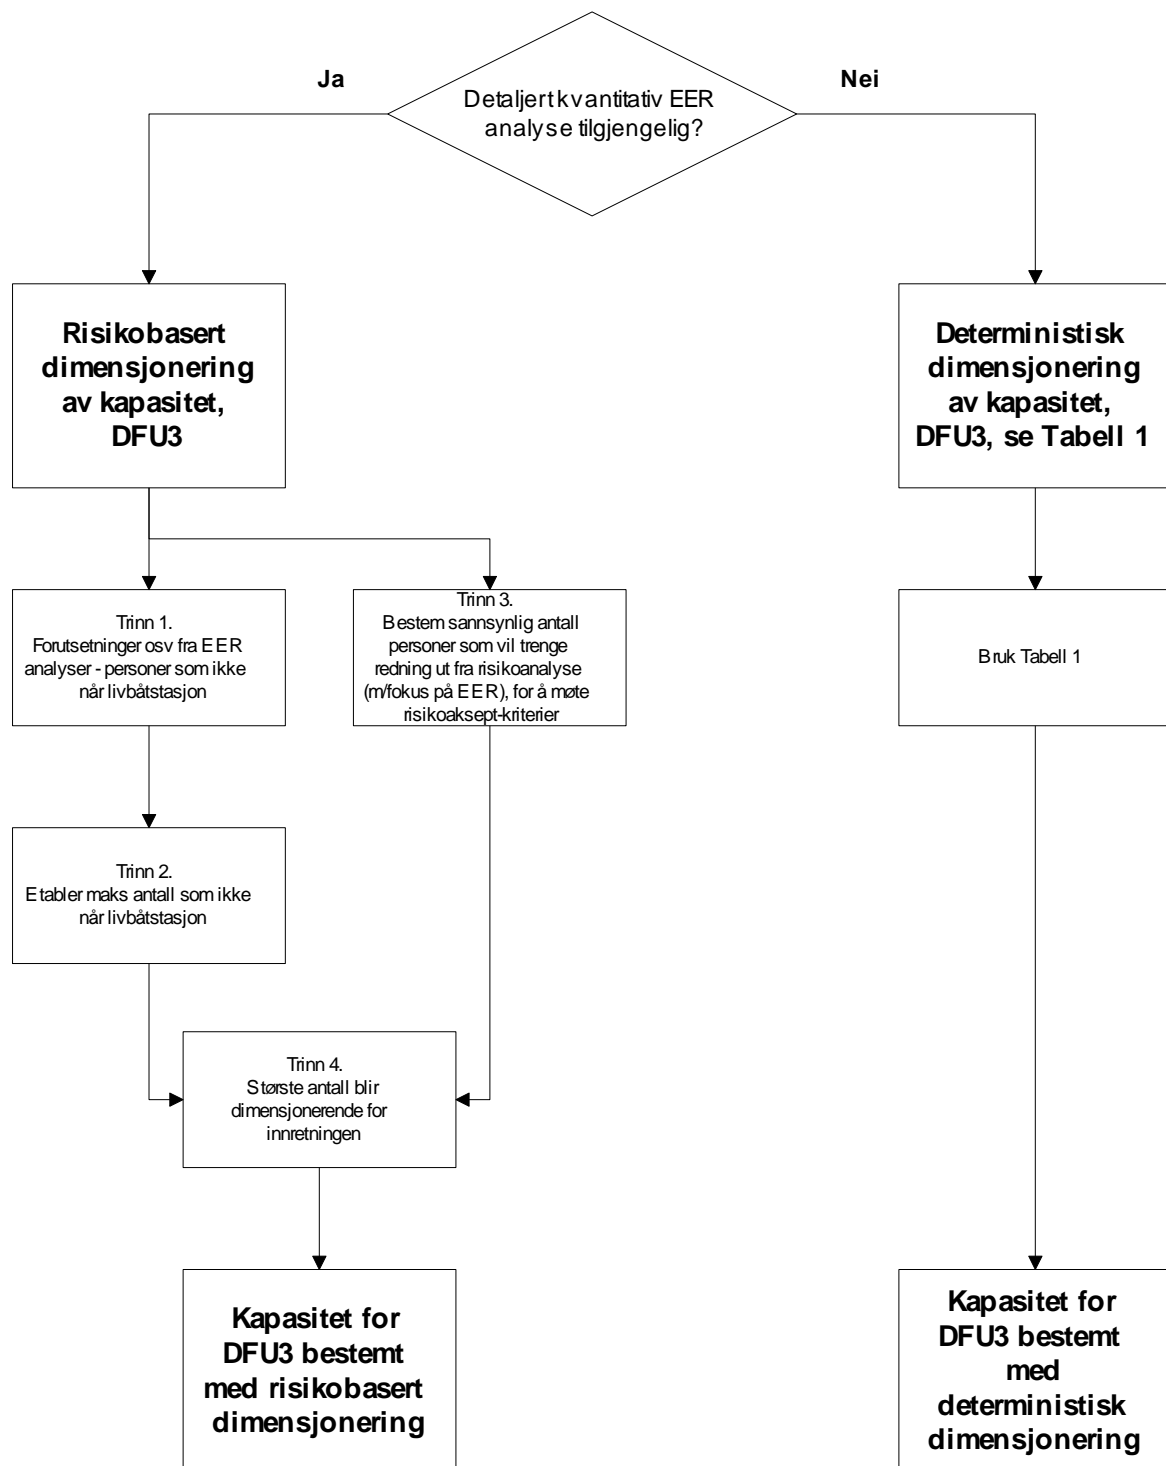 Ja
Nei
Detaljert kvantitativ EER
analyse tilgjengelig?
Risikobasert
dimensjonering
av kapasitet,
DFU3
Deterministisk
dimensjonering
av kapasitet,
DFU3, se Tabell 1
Trinn 1.
Forutsetninger osv fra EER
analyser - personer som ikke
når livbåtstasjon
Trinn 3.
Bestem sannsynlig antall
personer som vil trenge
redning ut fra risikoanalyse
(m/fokus på EER), for å møte
risikoaksept-kriterier
Bruk Tabell 1
Trinn 2.
Etabler maks antall som ikke
når livbåtstasjon
Trinn 4.
Største antall blir
dimensjonerende for
innretningen
Kapasitet for
DFU3 bestemt
med risikobasert
dimensjonering
Kapasitet for
DFU3 bestemt
med
deterministisk
dimensjonering